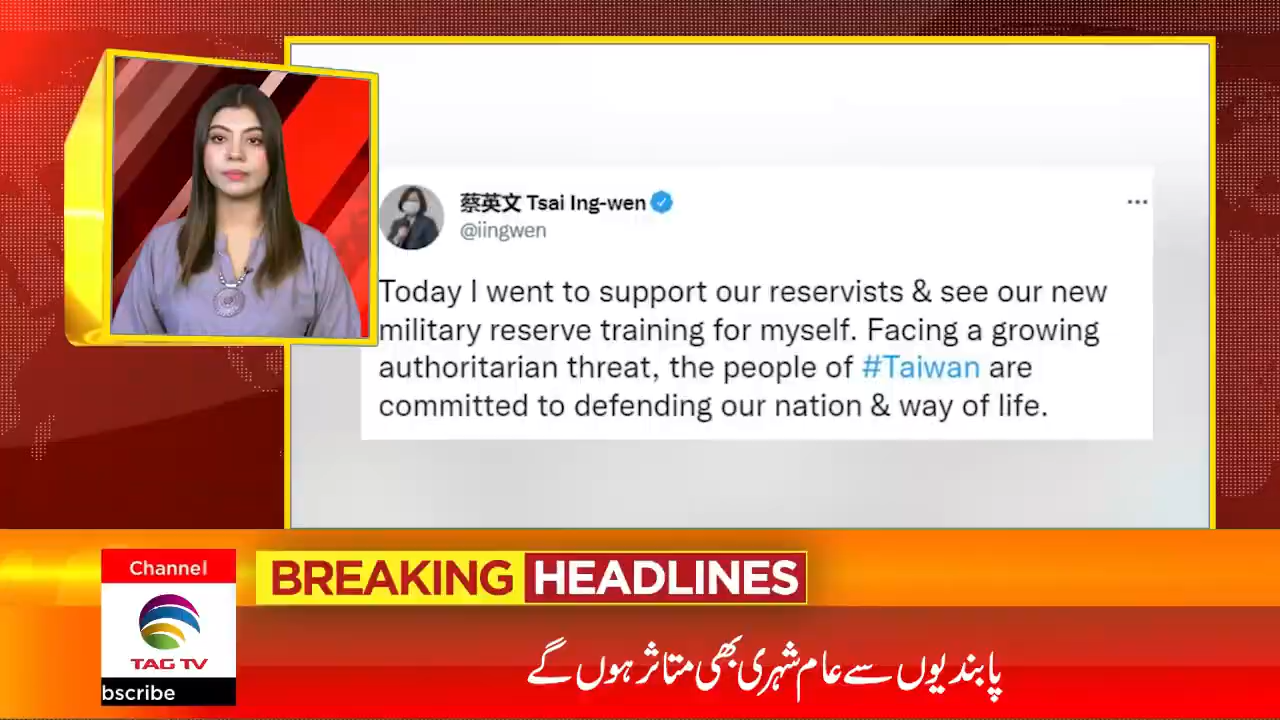 蔡英文 Tsai Ing-wen
@iingwen
Today I went to support our reservists & see our new
military reserve training for myself. Facing a growing
authoritarian threat, the people of #Taiwan are
committed to defending our nation & way of life.
Channel
TAG TV
bscribe
BREAKING HEADLINES
پابندیوں سے عام شہری بھی متاثر ہوں گے